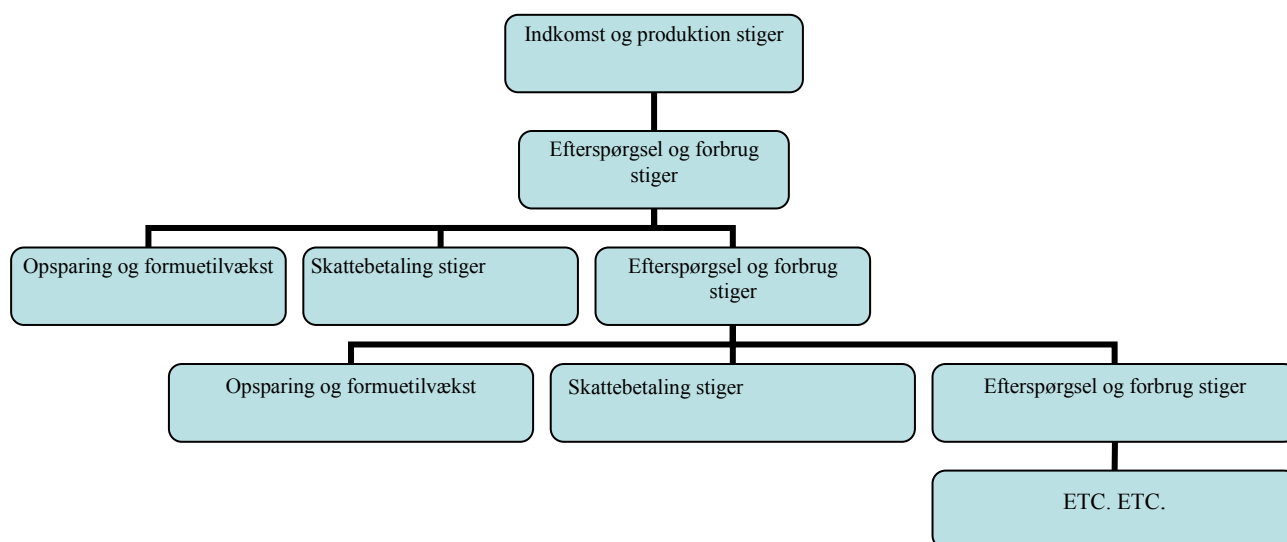 Indkomst og produktion stiger
Efterspørgsel og forbrug
stiger
Opsparing og formuetilvækst
Skattebetaling stiger
Efterspørgsel og forbrug
stiger
Opsparing og formuetilvækst
Skattebetaling stiger
Efterspørgsel og forbrug stiger
ETC. ETC.